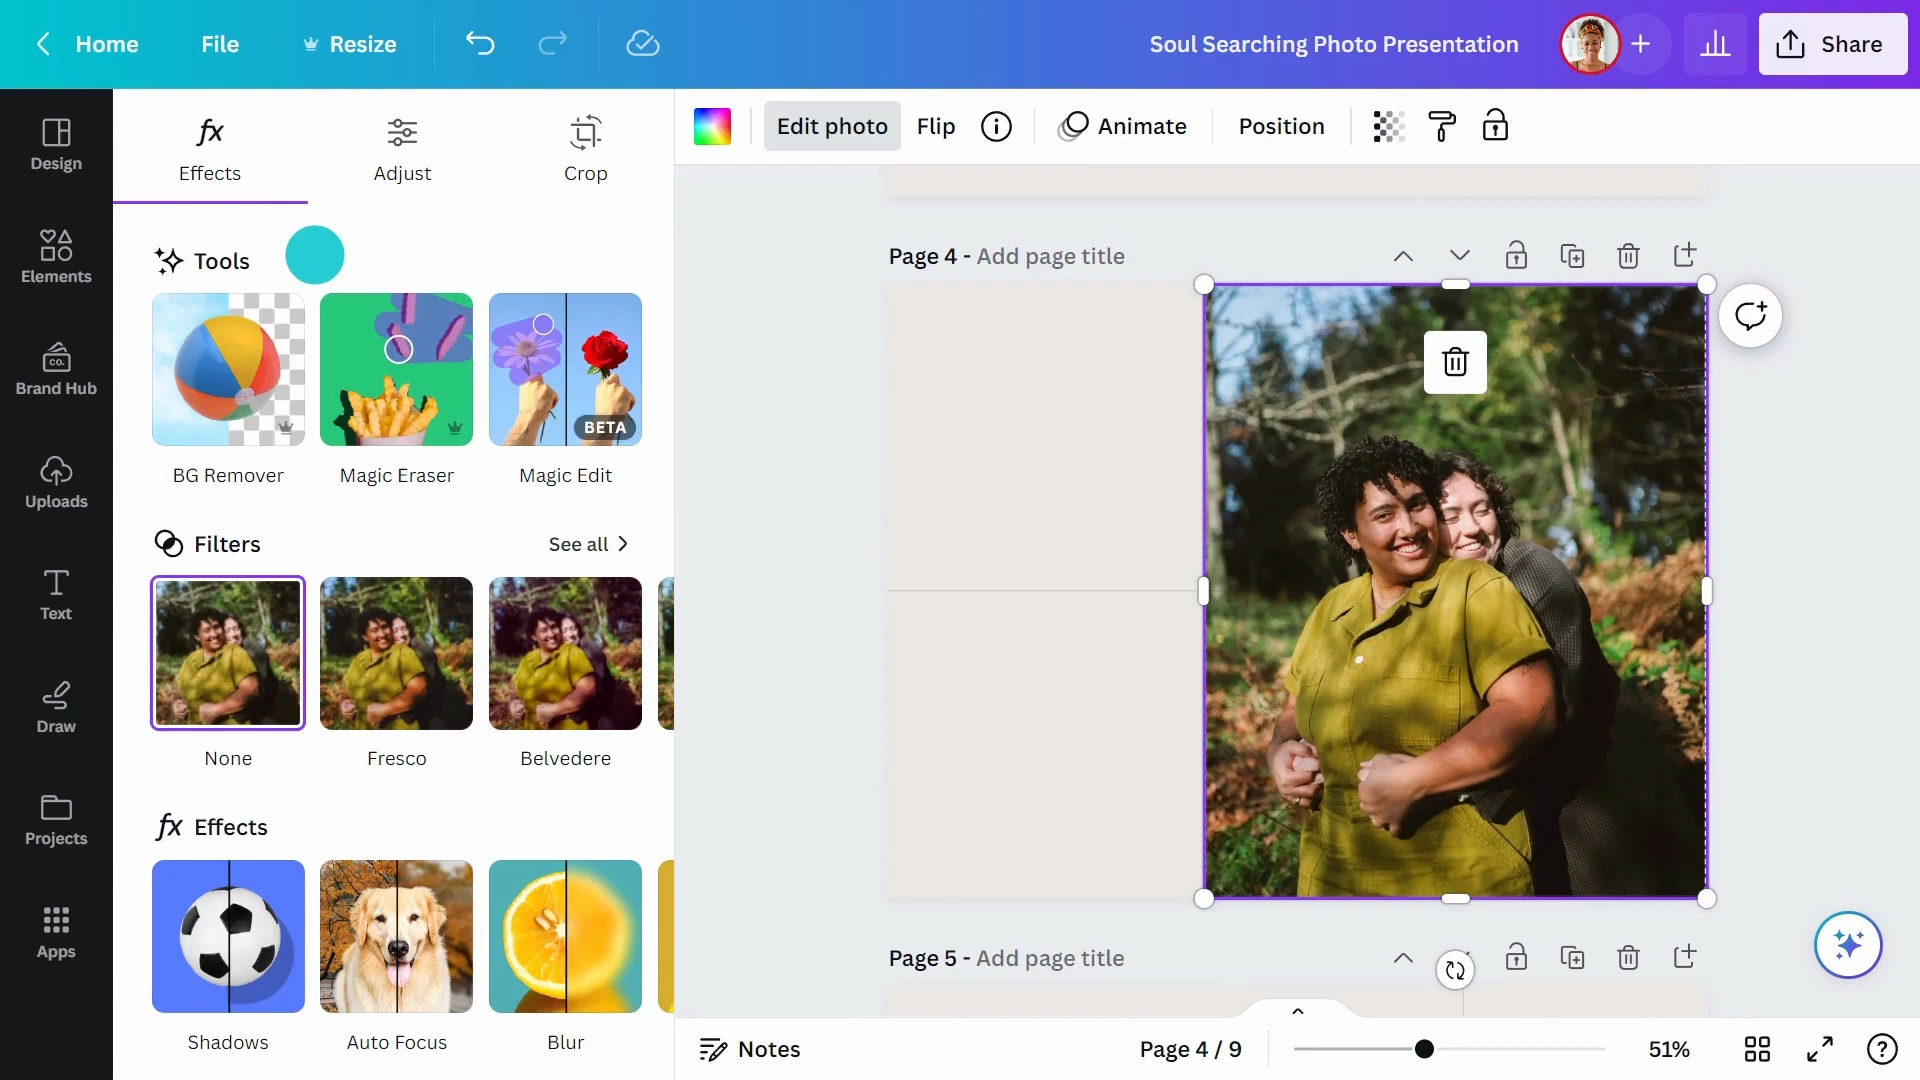 Home
File
Resize
Soul Searching Photo Presentation
Share
Design
Elements
CO.
Brand Hub
Uploads
Text
Draw
Projects
Apps
Effects
Adjust
Crop
Edit photo
Flip
Animate
Position
Tools
BG Remover
Magic Eraser
BETA
Magic Edit
Filters
See all
None
Fresco
Belvedere
fx Effects
Shadows
Auto Focus
Blur
Page 4 - Add page title
Page 5 - Add page title
Notes
Page 4 / 9
51%